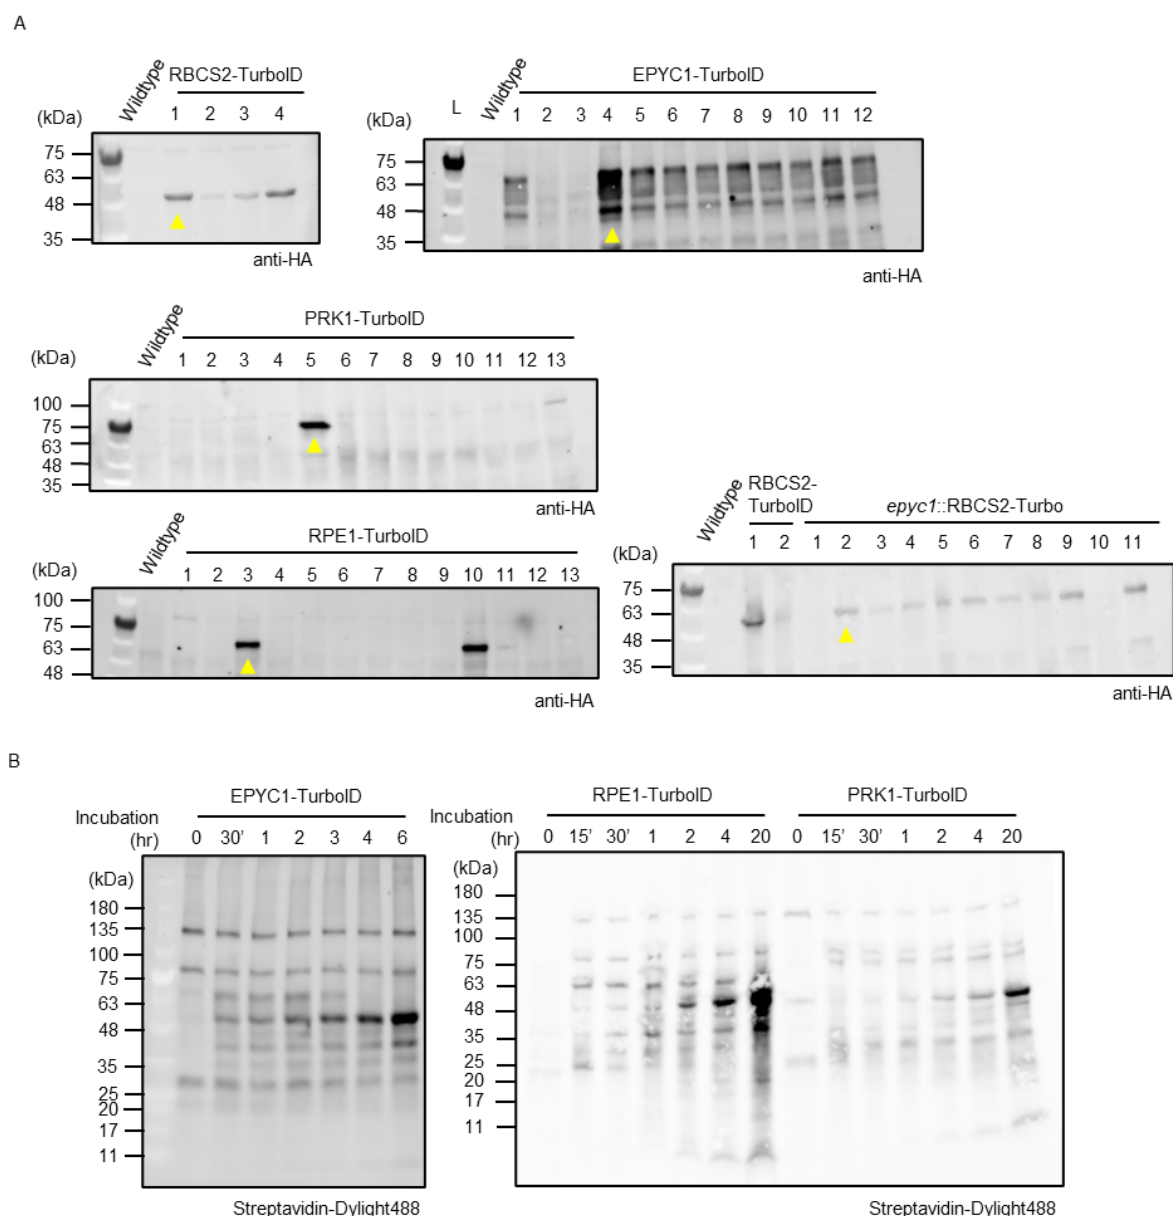 A
Wildtype
RBCS2-TurboID
(kDa)
1 2 3 4
75
63
48
35
anti-HA
EPYC1-TurboID
L
Wildtype
(kDa)
1 2 3 4 5 6 7 8 9 10 11 12
75
63
48
35
anti-HA
PRK1-TurboID
Wildtype
(kDa)
1 2 3 4 5 6 7 8 9 10 11 12 13
100
75
63
48
35
anti-HA
RPE1-TurboID
Wildtype
(kDa)
1 2 3 4 5 6 7 8 9 10 11 12 13
100
75
63
48
anti-HA
Wildtype
RBCS2-
TurboID
epyc1::RBCS2-Turbo
(kDa)
1 2 1 2 3 4 5 6 7 8 9 10 11
75
63
48
35
anti-HA
B
EPYC1-TurboID
Incubation
(hr)
0 30' 1 2 3 4 6
(kDa)
180
135
100
75
63
48
35
25
20
17
11
Streptavidin-Dylight488
RPE1-TurboID
PRK1-TurboID
Incubation
(hr)
0 15' 30' 1 2 4 20 0 15' 30' 1 2 4 20
(kDa)
180
135
100
75
63
48
35
25
20
17
11
Streptavidin-Dylight488